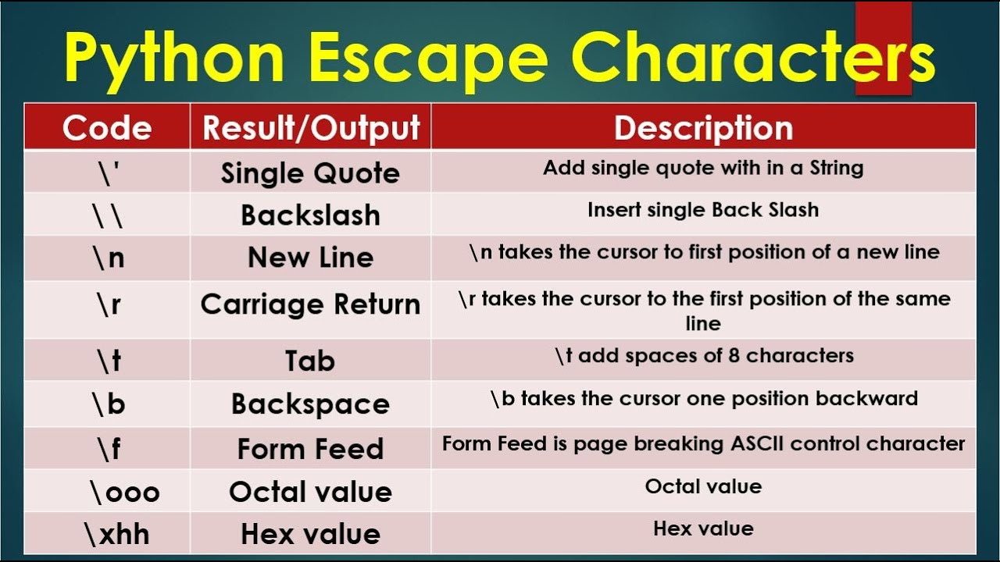 Python Escape Characters
Code Result/Output Description
\' Single Quote Add single quote with in a String
\\ Backslash Insert single Back Slash
\n New Line \n takes the cursor to first position of a new line
\r Carriage Return \r takes the cursor to the first position of the same
line
\t Tab \t add spaces of 8 characters
\b Backspace \b takes the cursor one position backward
\f Form Feed Form Feed is page breaking ASCII control character
\ooo Octal value Octal value
\xhh Hex value Hex value